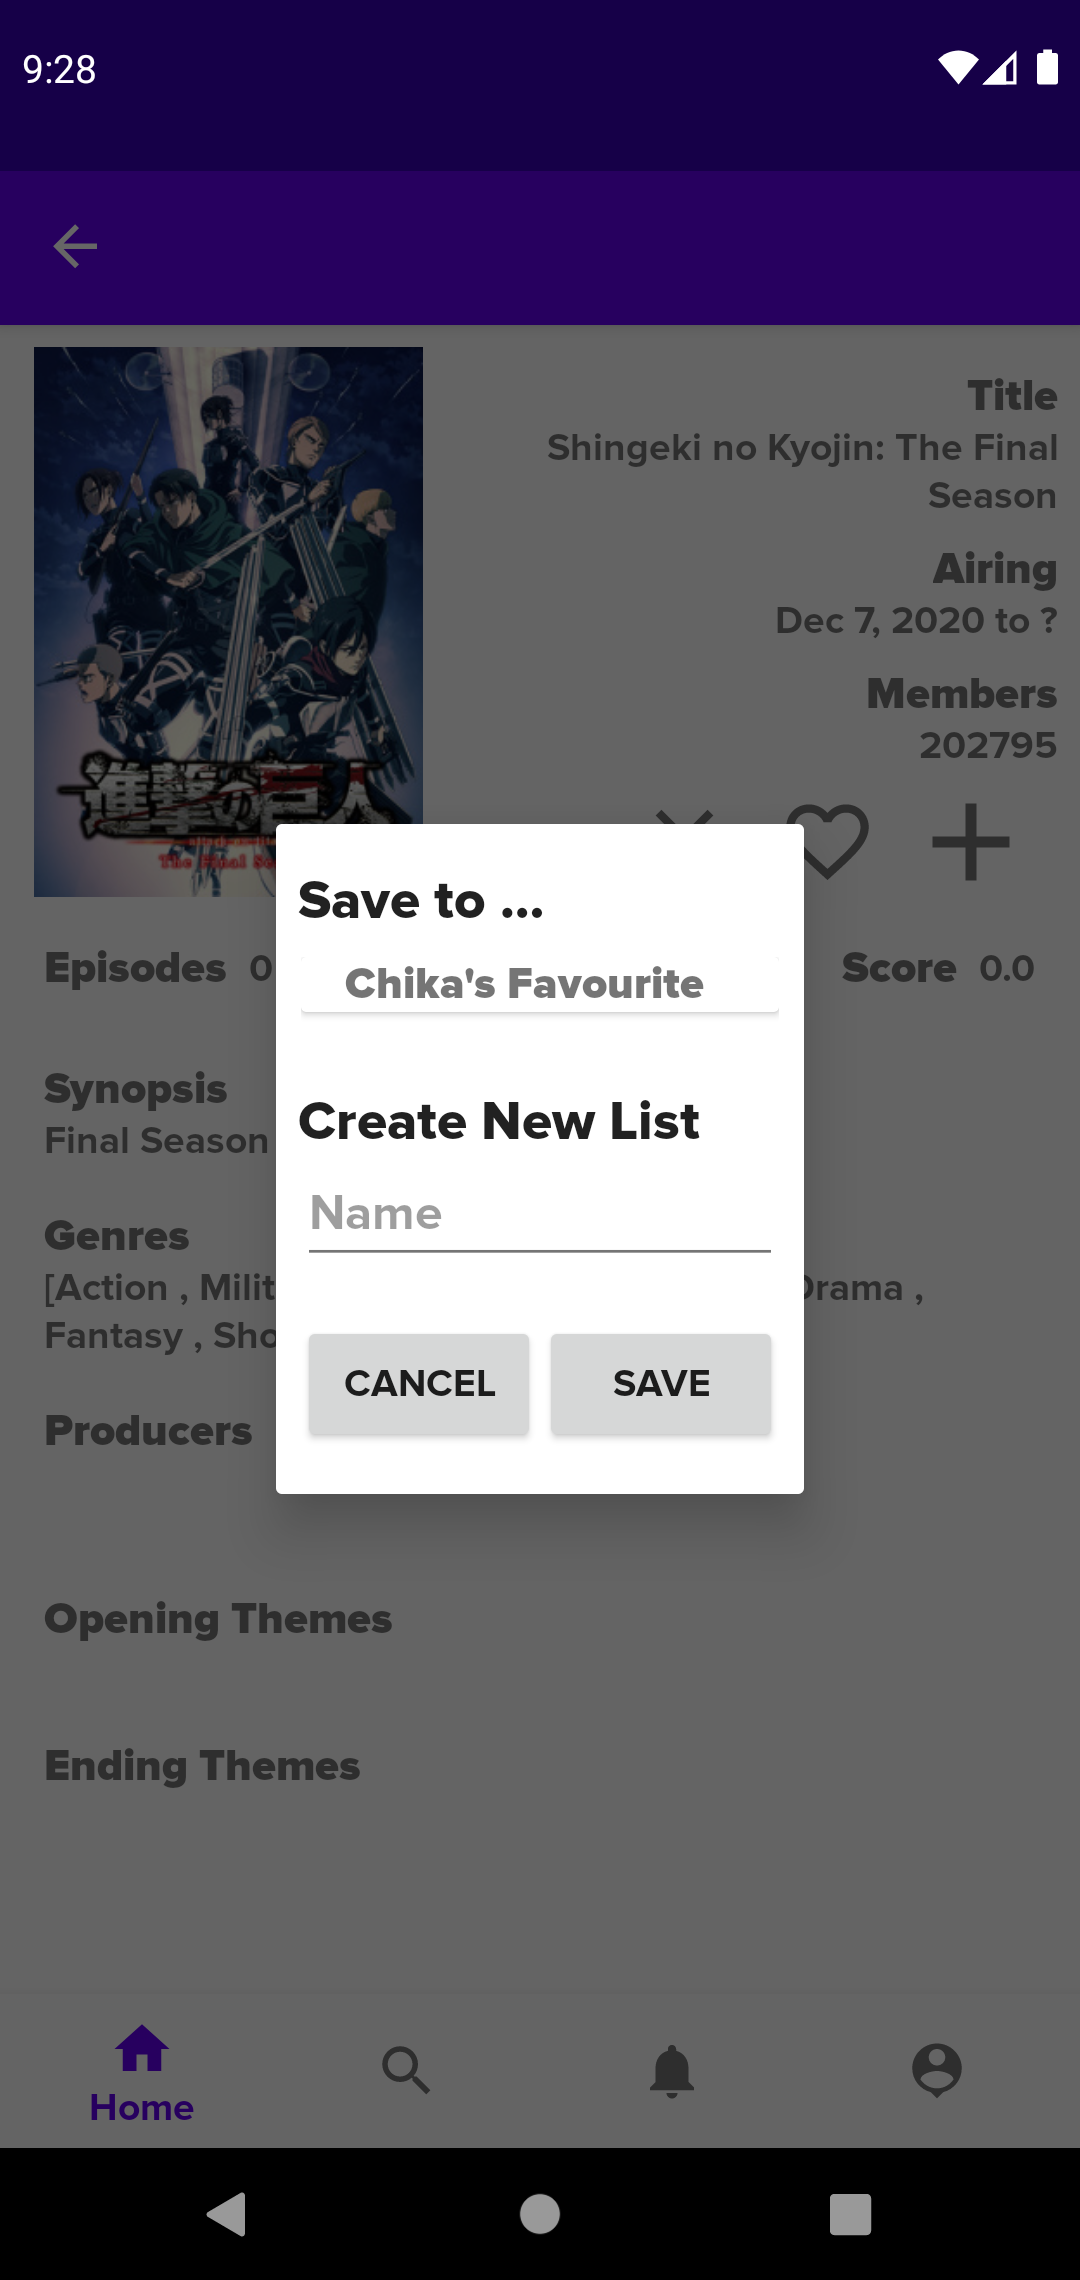 9:28
Title
Shingeki no Kyojin: The Final
Season
Airing
Dec 7, 2020 to ?
Members
202795
進撃の巨人
The Final
Save to ...
Episodes 0
Chika's Favourite
Score 0.0
Synopsis
Final Season
Create New List
Name
Genres
[Action , Milit
Drama ,
Fantasy , Sho
CANCEL
SAVE
Producers
Opening Themes
Ending Themes
Home